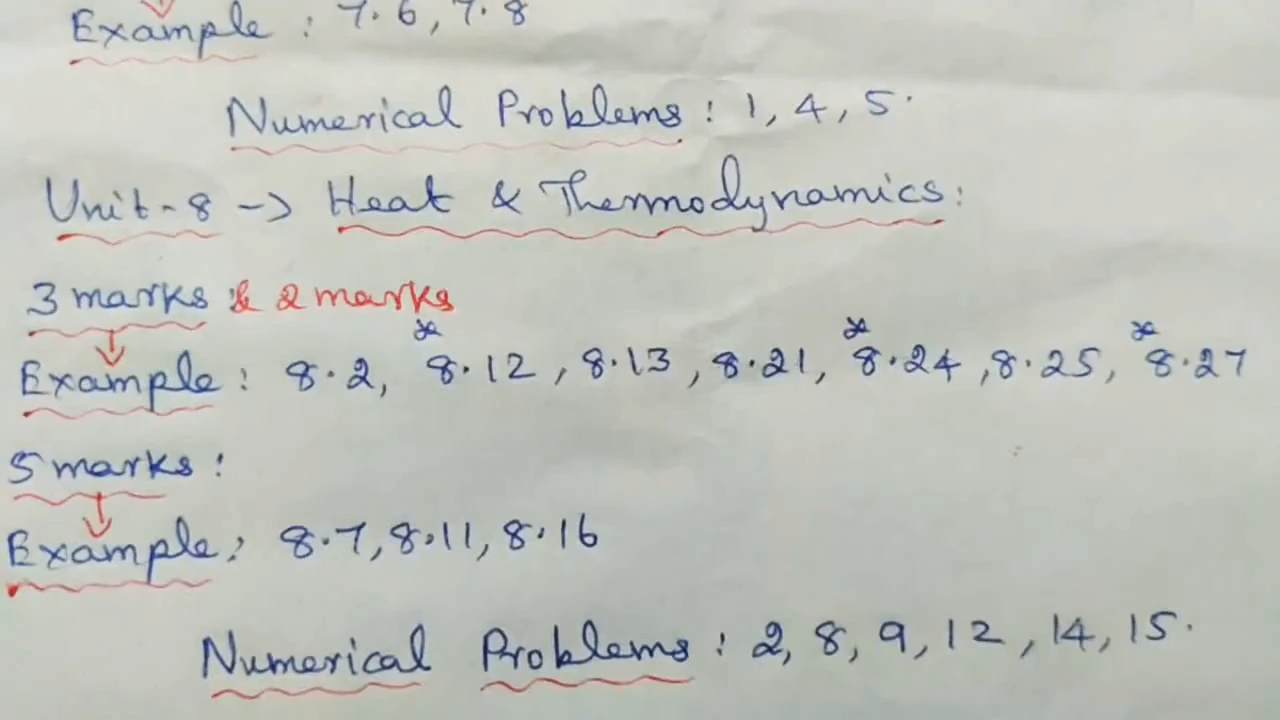 Example : 7.6, 7.8
Numerical Problems : 1, 4, 5.
Unit-8 -> Heat & Thermodynamics:
3 marks & 2 marks
Example : 8.2, *8.12, 8.13, 8.21, *8.24, 8.25, *8.27
5 marks :
Example : 8.7, 8.11, 8.16
Numerical Problems : 2, 8, 9, 12, 14, 15.